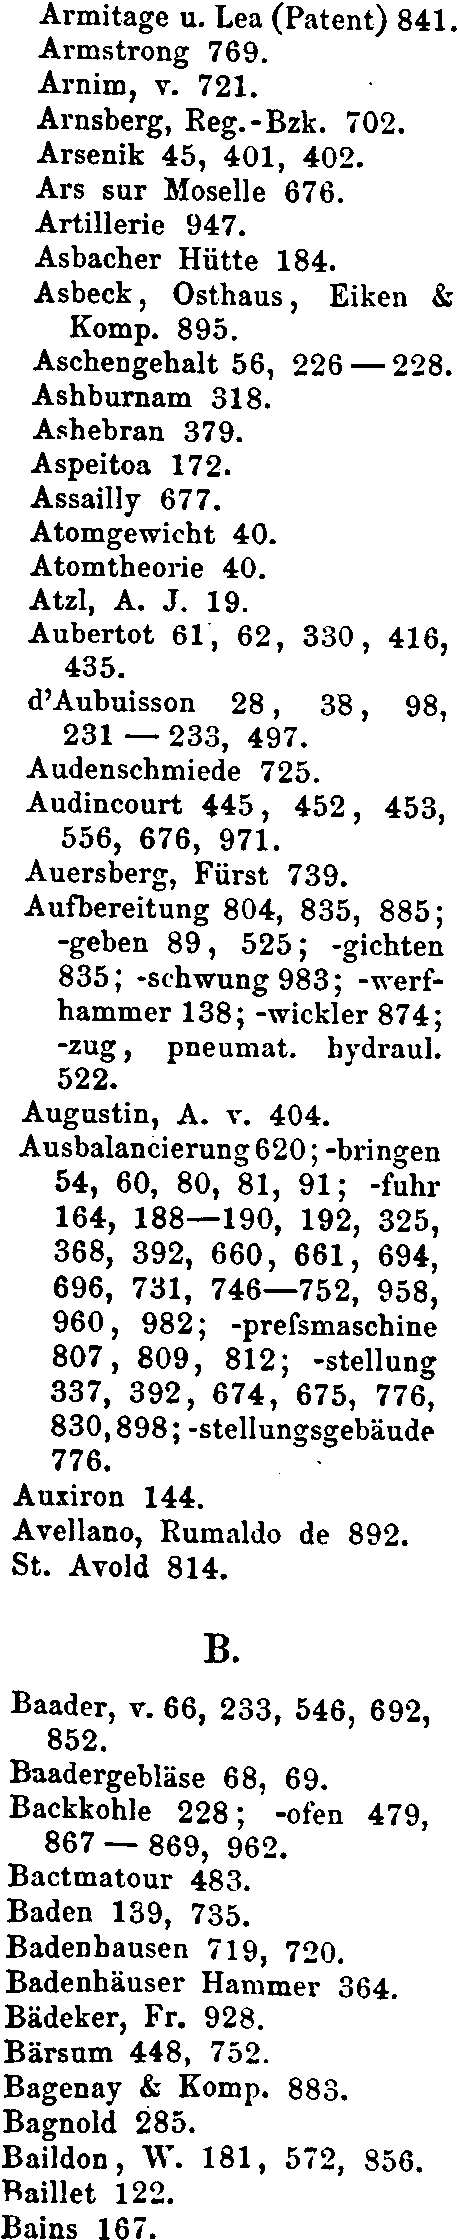 Armitage u. Lea (Patent) 841.
Armstrong 769.
Arnim, v. 721.
Arnsberg, Reg.-Bzk. 702.
Arsenik 45, 401, 402.
Ars sur Moselle 676.
Artillerie 947.
Asbacher Hütte 184.
Asbeck, Osthaus, Eiken &
Komp. 895.
Aschengehalt 56, 226 — 228.
Ashburnam 318.
Ashebran 379.
Aspeitoa 172.
Assailly 677.
Atomgewicht 40.
Atomtheorie 40.
Atzl, A. J. 19.
Aubertot 61, 62, 330, 416,
435.
d'Aubuisson 28, 38, 98,
231 — 233, 497.
Audenschmiede 725.
Audincourt 445, 452, 453,
556, 676, 971.
Auersberg, Fürst 739.
Aufbereitung 804, 835, 885;
-geben 89, 525; -gichten
835; -schwung 983; -werf-
hammer 138; -wickler 874;
-zug, pneumat. hydraul.
522.
Augustin, A. v. 404.
Ausbalancierung 620; -bringen
54, 60, 80, 81, 91; -fuhr
164, 188—190, 192, 325,
368, 392, 660, 661, 694,
696, 731, 746—752, 958,
960, 982; -preſsmaschine
807, 809, 812; -stellung
337, 392, 674, 675, 776,
830, 898; -stellungsgebäude
776.
Auxiron 144.
Avellano, Rumaldo de 892.
St. Avold 814.
B.
Baader, v. 66, 233, 546, 692,
852.
Baadergebläse 68, 69.
Backkohle 228; -ofen 479,
867 — 869, 962.
Bactmatour 483.
Baden 139, 735.
Badenhausen 719, 720.
Badenhäuser Hammer 364.
Bädeker, Fr. 928.
Bärsum 448, 752.
Bagenay & Komp. 883.
Bagnold 285.
Baildon, W. 181, 572, 856.
Baillet 122.
Bains 167.